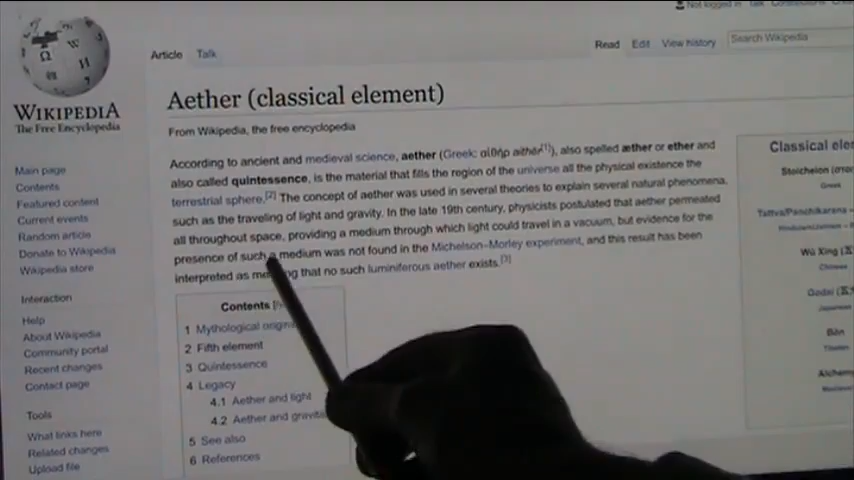 Not logged in Talk Contributions
WIKIPEDIA
The Free Encyclopedia
Article Talk
Read Edit View history
Search Wikipedia
Aether (classical element)
From Wikipedia, the free encyclopedia
According to ancient and medieval science, aether (Greek: αἰθήρ aithēr[1]), also spelled æther or ether and
also called quintessence, is the material that fills the region of the universe all the physical existence the
terrestrial sphere.[2] The concept of aether was used in several theories to explain several natural phenomena,
such as the traveling of light and gravity. In the late 19th century, physicists postulated that aether permeated
all throughout space, providing a medium through which light could travel in a vacuum, but evidence for the
presence of such a medium was not found in the Michelson–Morley experiment, and this result has been
interpreted as that no such luminiferous aether exists.[3]
Main page
Contents
Featured content
Current events
Random article
Donate to Wikipedia
Wikipedia store
Interaction
Help
About Wikipedia
Community portal
Recent changes
Contact page
Tools
What links here
Related changes
Upload file
Contents
1 Mythological
2 Fifth element
3 Quintessence
4 Legacy
4.1 Aether and light
4.2 Aether and
5 See also
6 References
Classical
Stoicheion
Greek
Tattva/Panchikarana
Wu Xing
Chinese
Godai
Japanese
Bön
Tibetan
Alchemy